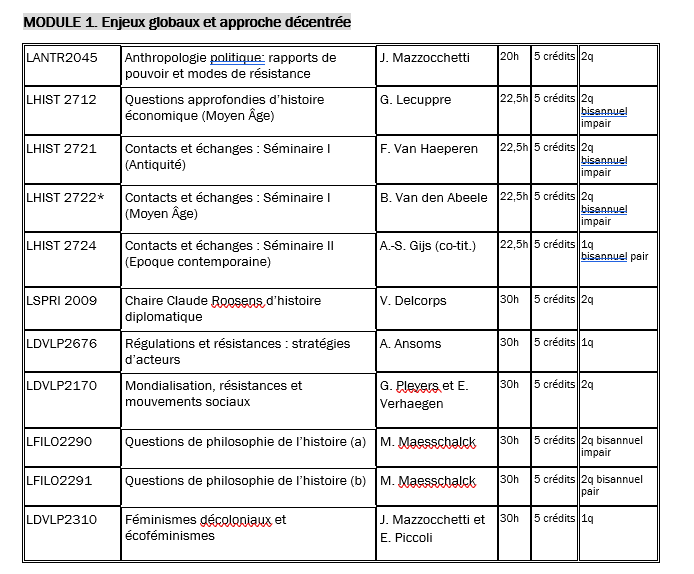 MODULE 1. Enjeux globaux et approche décentrée
LANTR2045 Anthropologie politique: rapports de pouvoir et modes de résistance J. Mazzocchetti 20h 5 crédits 2q
LHIST 2712 Questions approfondies d'histoire économique (Moyen Âge) G. Lecuppre 22,5h 5 crédits 2q bisannuel impair
LHIST 2721 Contacts et échanges : Séminaire I (Antiquité) F. Van Haeperen 22,5h 5 crédits 2q bisannuel impair
LHIST 2722* Contacts et échanges : Séminaire I (Moyen Âge) B. Van den Abeele 22,5h 5 crédits 2q bisannuel impair
LHIST 2724 Contacts et échanges : Séminaire II (Epoque contemporaine) A.-S. Gijs (co-tit.) 22,5h 5 crédits 1q bisannuel pair
LSPRI 2009 Chaire Claude Roosens d'histoire diplomatique V. Delcorps 30h 5 crédits 2q
LDVLP2676 Régulations et résistances : stratégies d'acteurs A. Ansoms 30h 5 crédits 1q
LDVLP2170 Mondialisation, résistances et mouvements sociaux G. Pleyers et E. Verhaegen 30h 5 crédits 2q
LFILO2290 Questions de philosophie de l'histoire (a) M. Maesschalck 30h 5 crédits 2q bisannuel impair
LFILO2291 Questions de philosophie de l'histoire (b) M. Maesschalck 30h 5 crédits 2q bisannuel pair
LDVLP2310 Féminismes décoloniaux et écoféminismes J. Mazzocchetti et E. Piccoli 30h 5 crédits 1q